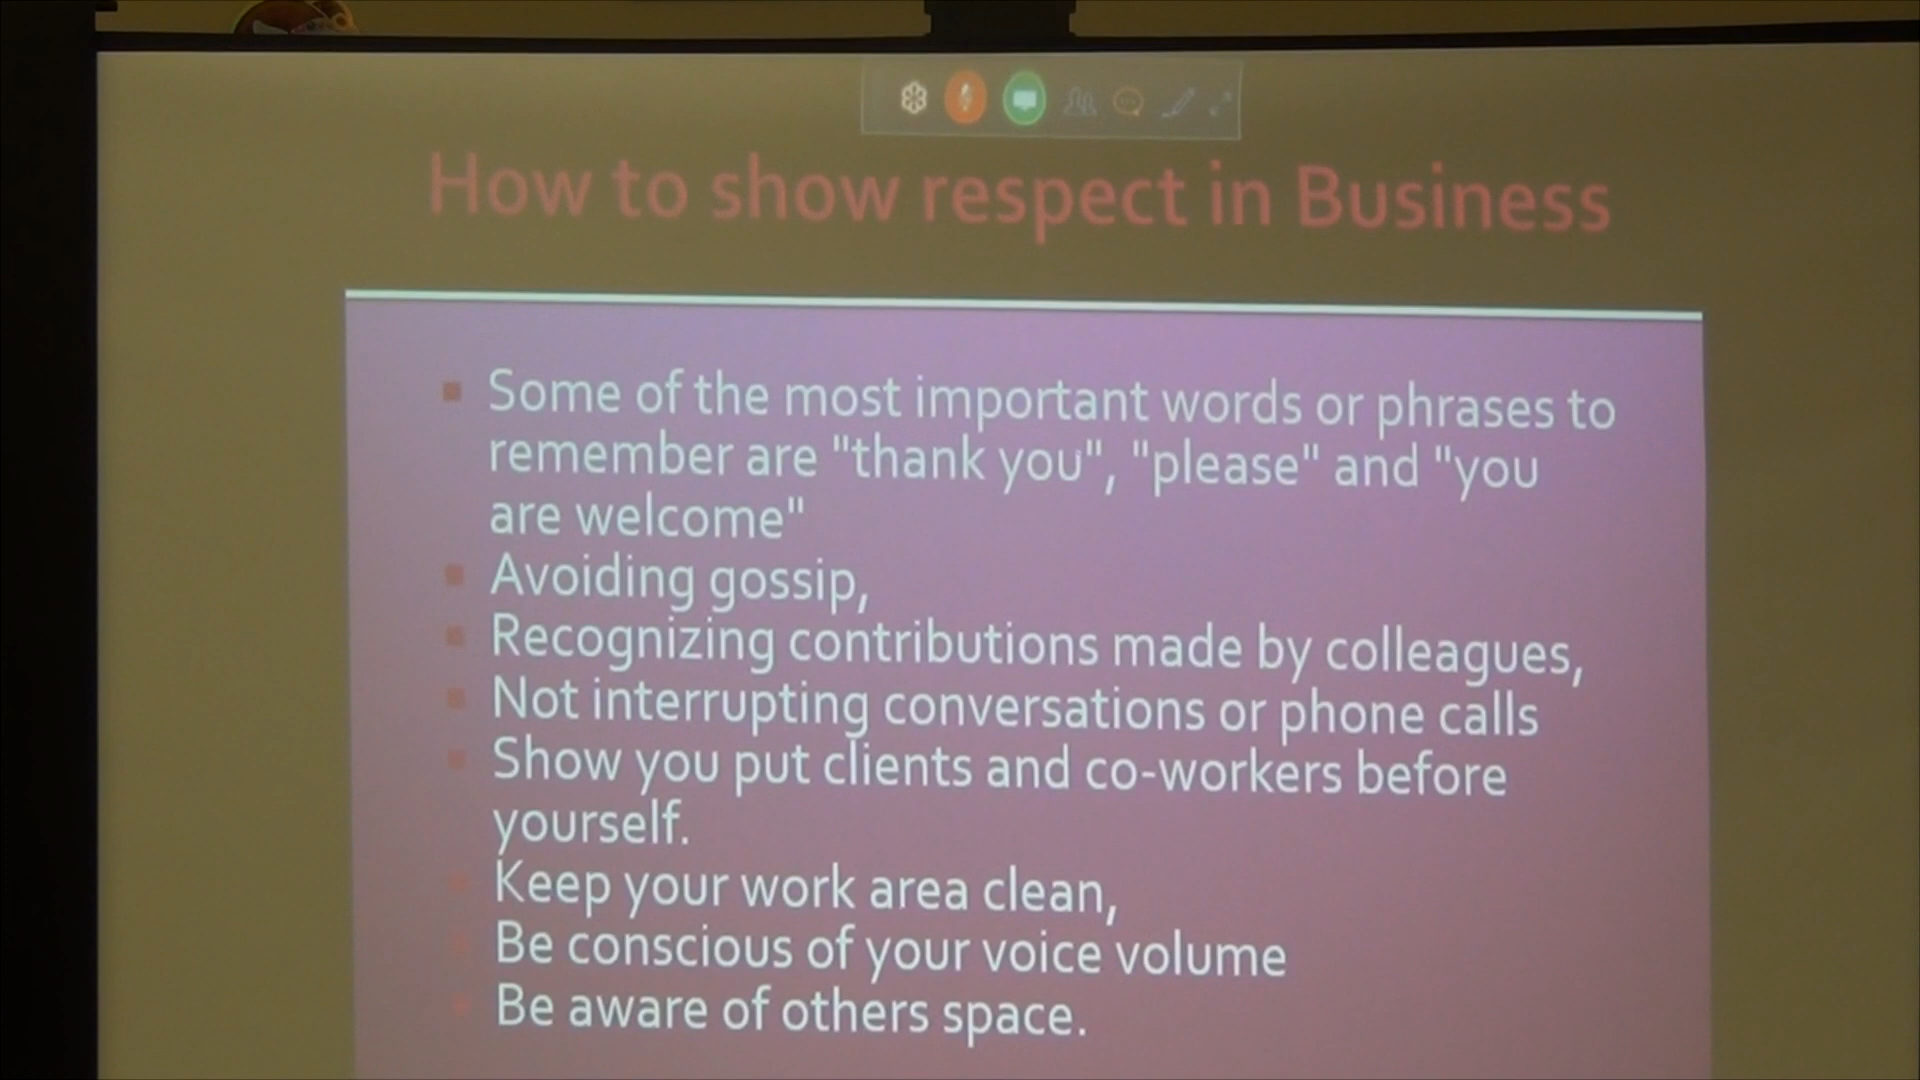 How to show respect in Business
Some of the most important words or phrases to
remember are "thank you", "please" and "you
are welcome"
Avoiding gossip,
Recognizing contributions made by colleagues,
Not interrupting conversations or phone calls
Show you put clients and co-workers before
yourself.
Keep your work area clean,
Be conscious of your voice volume
Be aware of others space.